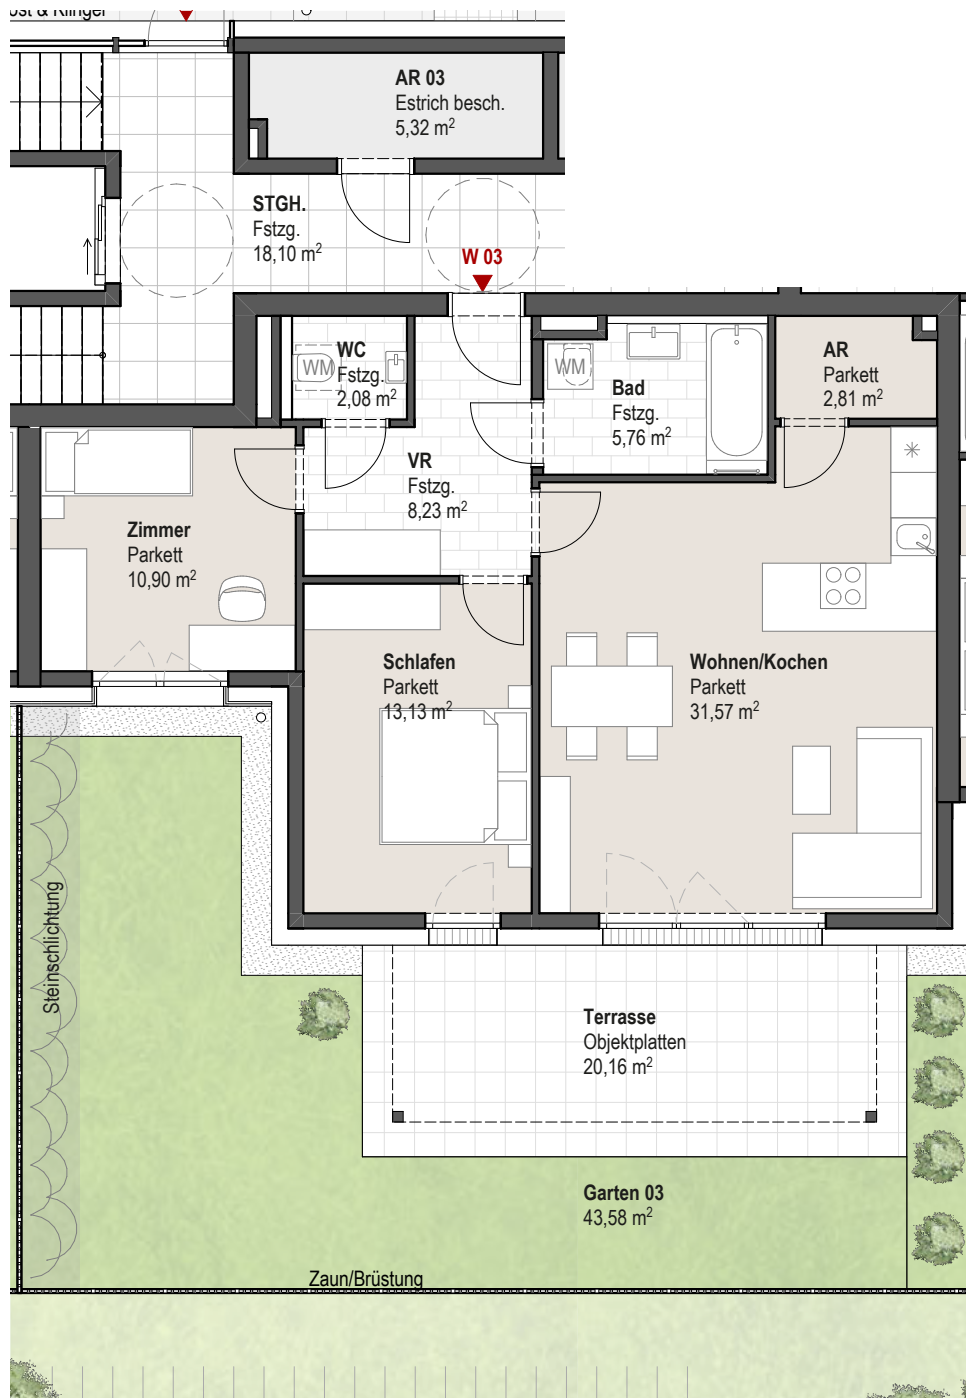 & Klinger
AR 03
Estrich besch.
5,32 m²
STGH.
Fstzg.
18,10 m²
W 03
WC
Fstzg.
2,08 m²
WM
WM
Bad
Fstzg.
5,76 m²
AR
Parkett
2,81 m²
VR
Fstzg.
8,23 m²
Zimmer
Parkett
10,90 m²
Schlafen
Parkett
13,13 m²
Wohnen/Kochen
Parkett
31,57 m²
Steinschlichtung
Terrasse
Objektplatten
20,16 m²
Garten 03
43,58 m²
Zaun/Brüstung